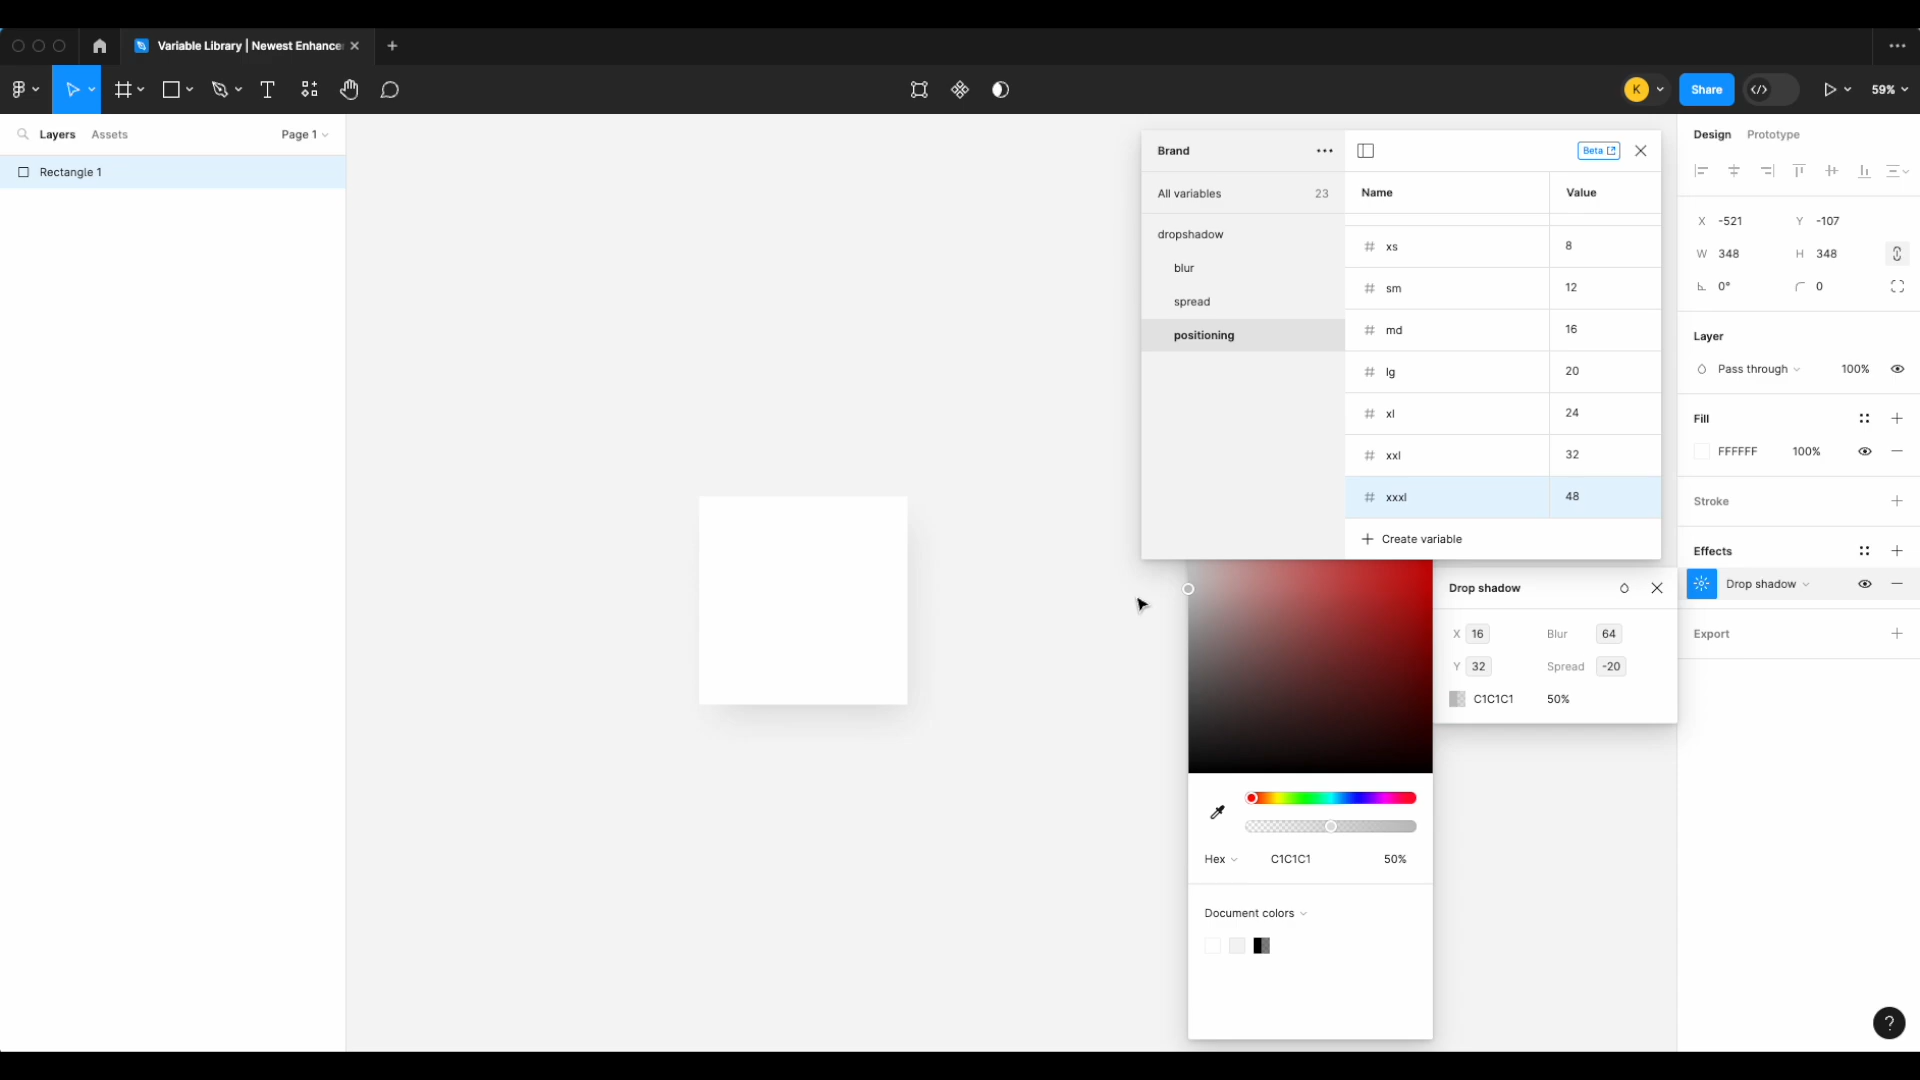 Variable Library | Newest Enhance
K
Share
59%
Layers
Assets
Page 1
Rectangle 1
Brand
All variables
23
dropshadow
blur
spread
positioning
Beta
Name
Value
xs
8
sm
12
md
16
lg
20
xl
24
xxl
32
xxxl
48
Create variable
Drop shadow
X
16
Blur
64
Y
32
Spread
-20
C1C1C1
50%
Hex
C1C1C1
50%
Document colors
Design
Prototype
X
-521
Y
-107
W
348
H
348
0°
0
Layer
Pass through
100%
Fill
FFFFFF
100%
Stroke
Effects
Drop shadow
Export
?